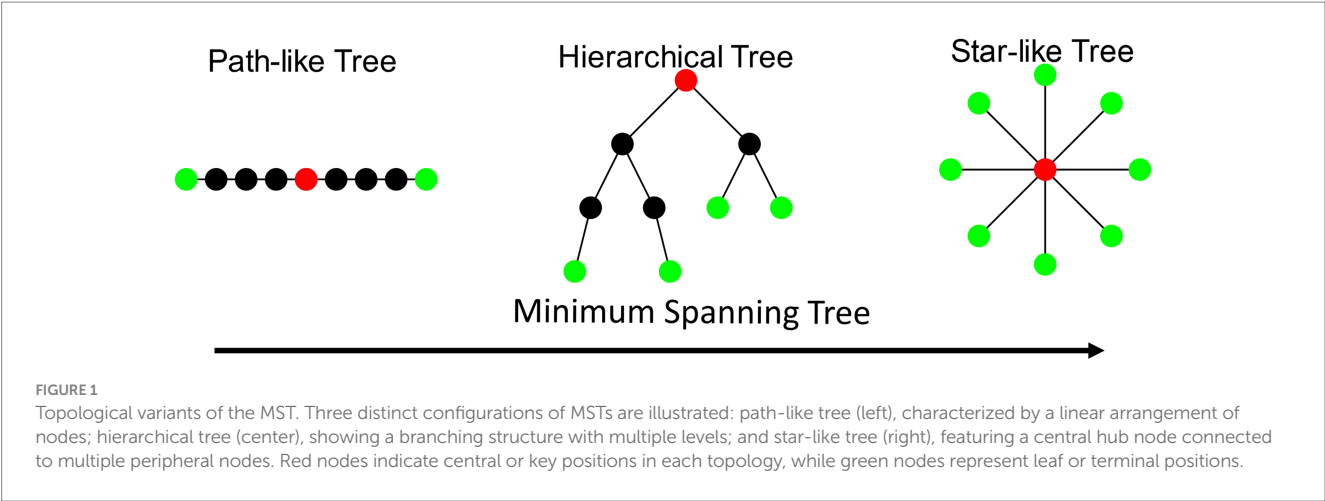 Path-like Tree
Hierarchical Tree
Star-like Tree
Minimum Spanning Tree
FIGURE 1
Topological variants of the MST. Three distinct configurations of MSTs are illustrated: path-like tree (left), characterized by a linear arrangement of
nodes; hierarchical tree (center), showing a branching structure with multiple levels; and star-like tree (right), featuring a central hub node connected
to multiple peripheral nodes. Red nodes indicate central or key positions in each topology, while green nodes represent leaf or terminal positions.